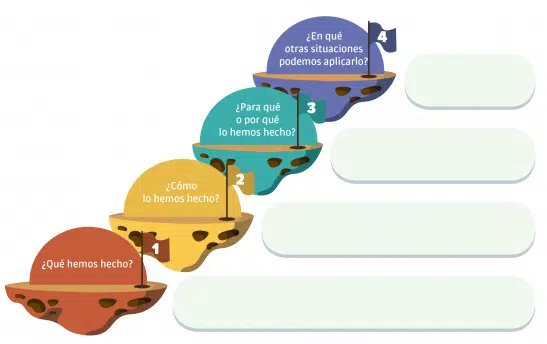 ¿En qué
otras situaciones
podemos aplicarlo?
4
¿Para qué
o por qué
lo hemos hecho?
3
¿Cómo
lo hemos hecho?
2
¿Qué hemos hecho?
1